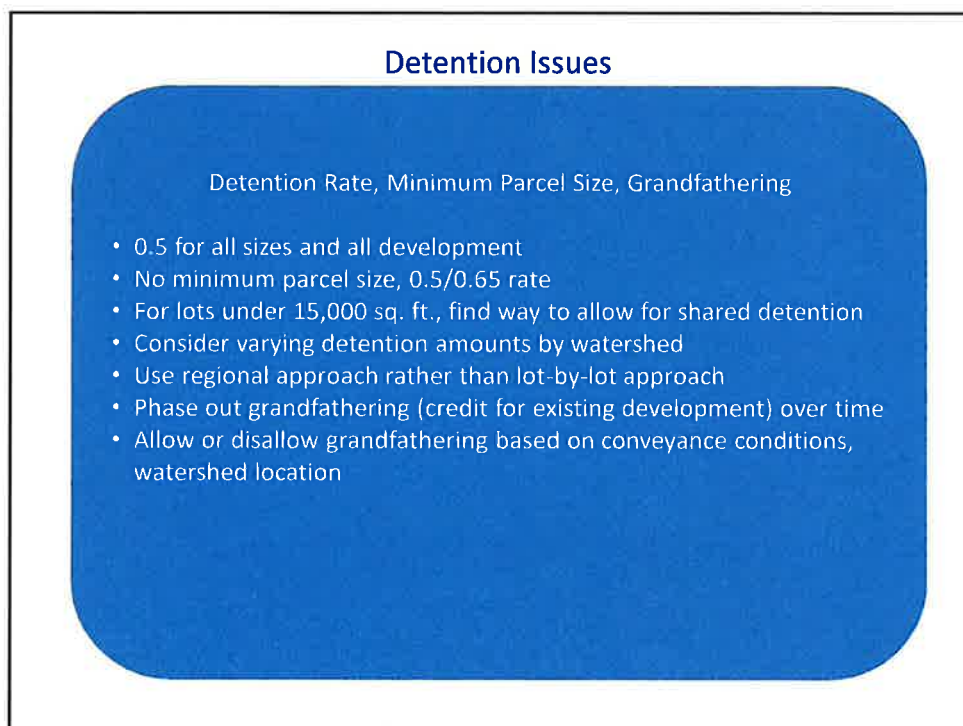 Detention Issues
Detention Rate, Minimum Parcel Size, Grandfathering
• 0.5 for all sizes and all development
• No minimum parcel size, 0.5/0.65 rate
• For lots under 15,000 sq. ft., find way to allow for shared detention
• Consider varying detention amounts by watershed
• Use regional approach rather than lot-by-lot approach
• Phase out grandfathering (credit for existing development) over time
• Allow or disallow grandfathering based on conveyance conditions,
watershed location